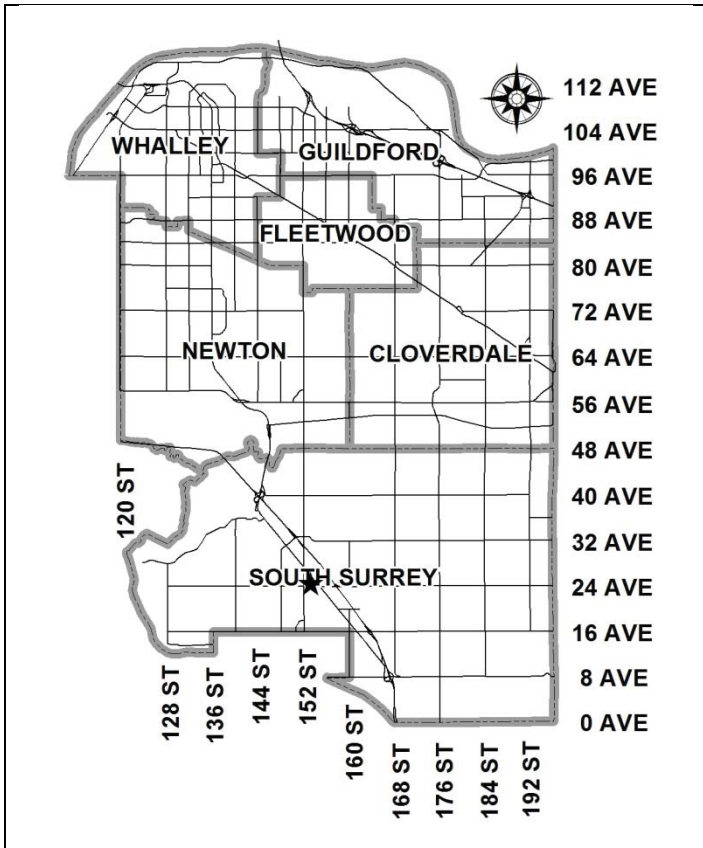 112 AVE
104 AVE
WHALLEY
GUILDFORD
96 AVE
88 AVE
FLEETWOOD
80 AVE
72 AVE
NEWTON
CLOVERDALE
64 AVE
56 AVE
48 AVE
120 ST
40 AVE
32 AVE
SOUTH SURREY
24 AVE
16 AVE
128 ST
136 ST
144 ST
152 ST
160 ST
8 AVE
0 AVE
168 ST
176 ST
184 ST
192 ST